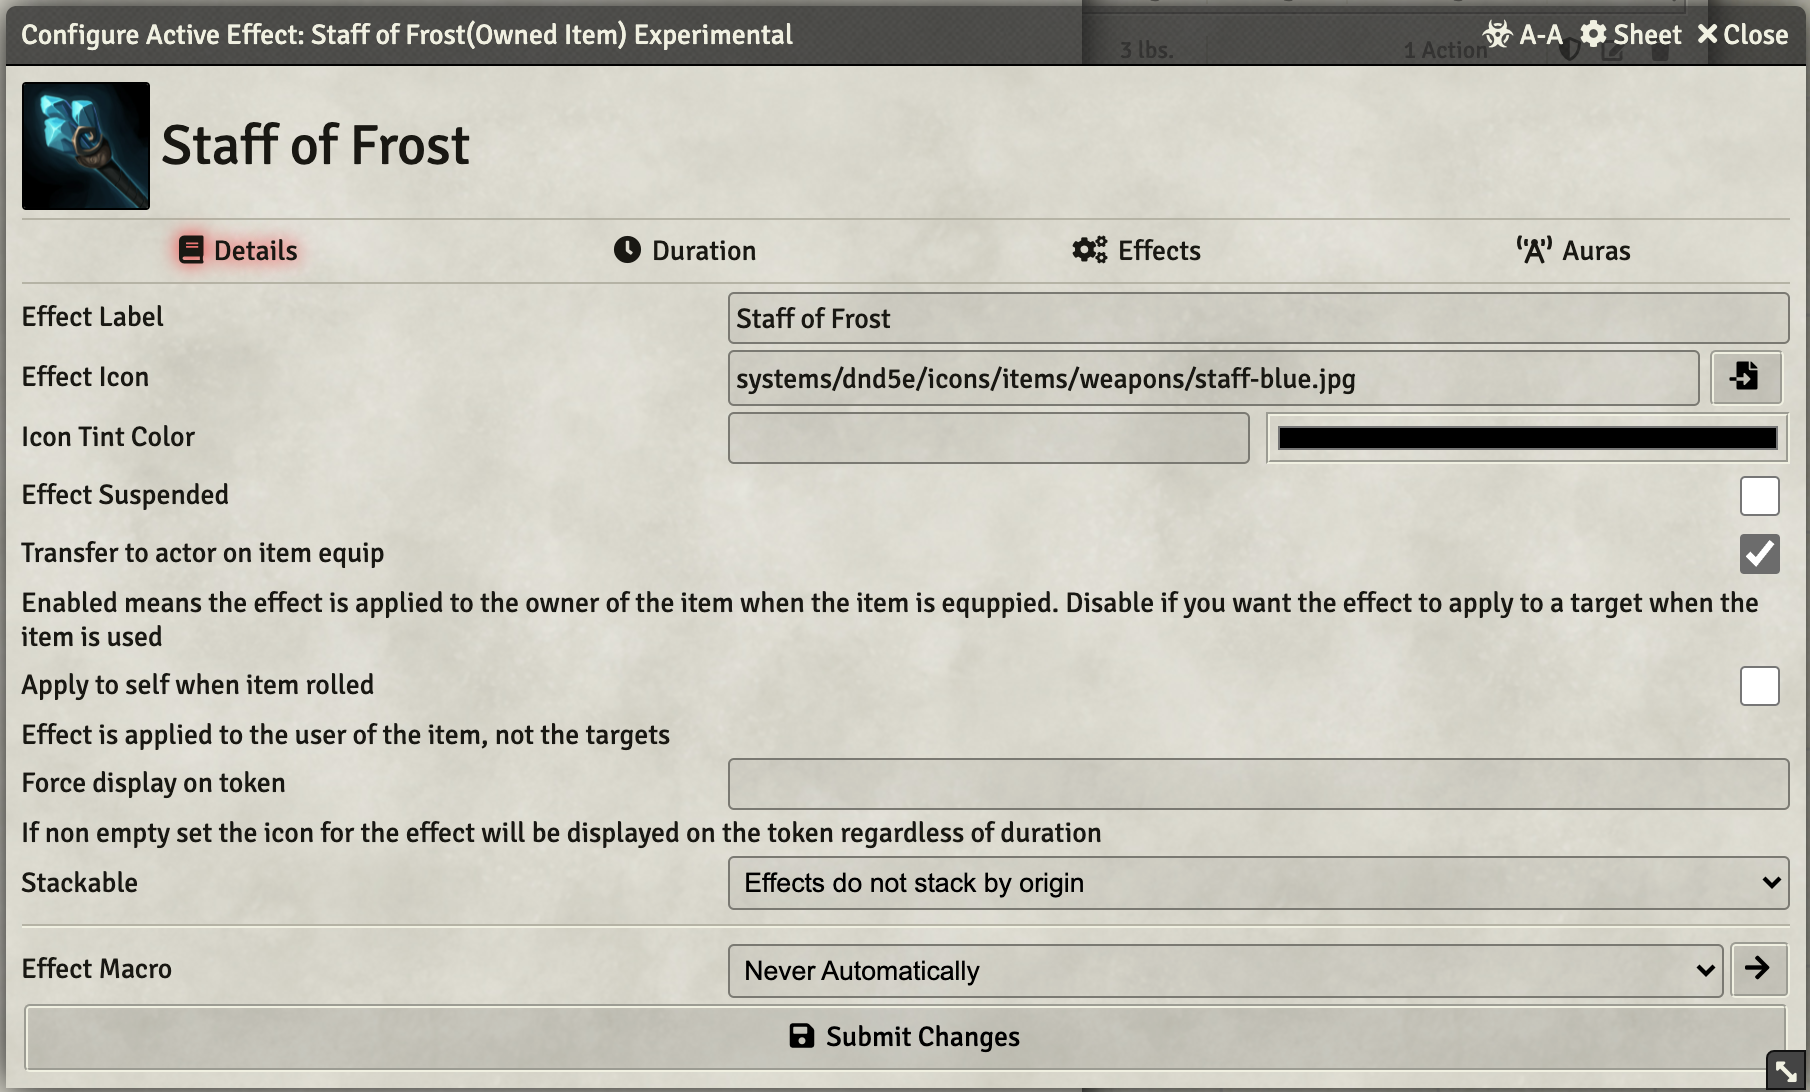 Configure Active Effect: Staff of Frost(Owned Item) Experimental
A-A Sheet Close
3 lbs.
1 Action
Staff of Frost
Details
Duration
Effects
Auras
Effect Label
Staff of Frost
Effect Icon
systems/dnd5e/icons/items/weapons/staff-blue.jpg
Icon Tint Color
Effect Suspended
Transfer to actor on item equip
Enabled means the effect is applied to the owner of the item when the item is equppied. Disable if you want the effect to apply to a target when the
item is used
Apply to self when item rolled
Effect is applied to the user of the item, not the targets
Force display on token
If non empty set the icon for the effect will be displayed on the token regardless of duration
Stackable
Effects do not stack by origin
Effect Macro
Never Automatically
Submit Changes